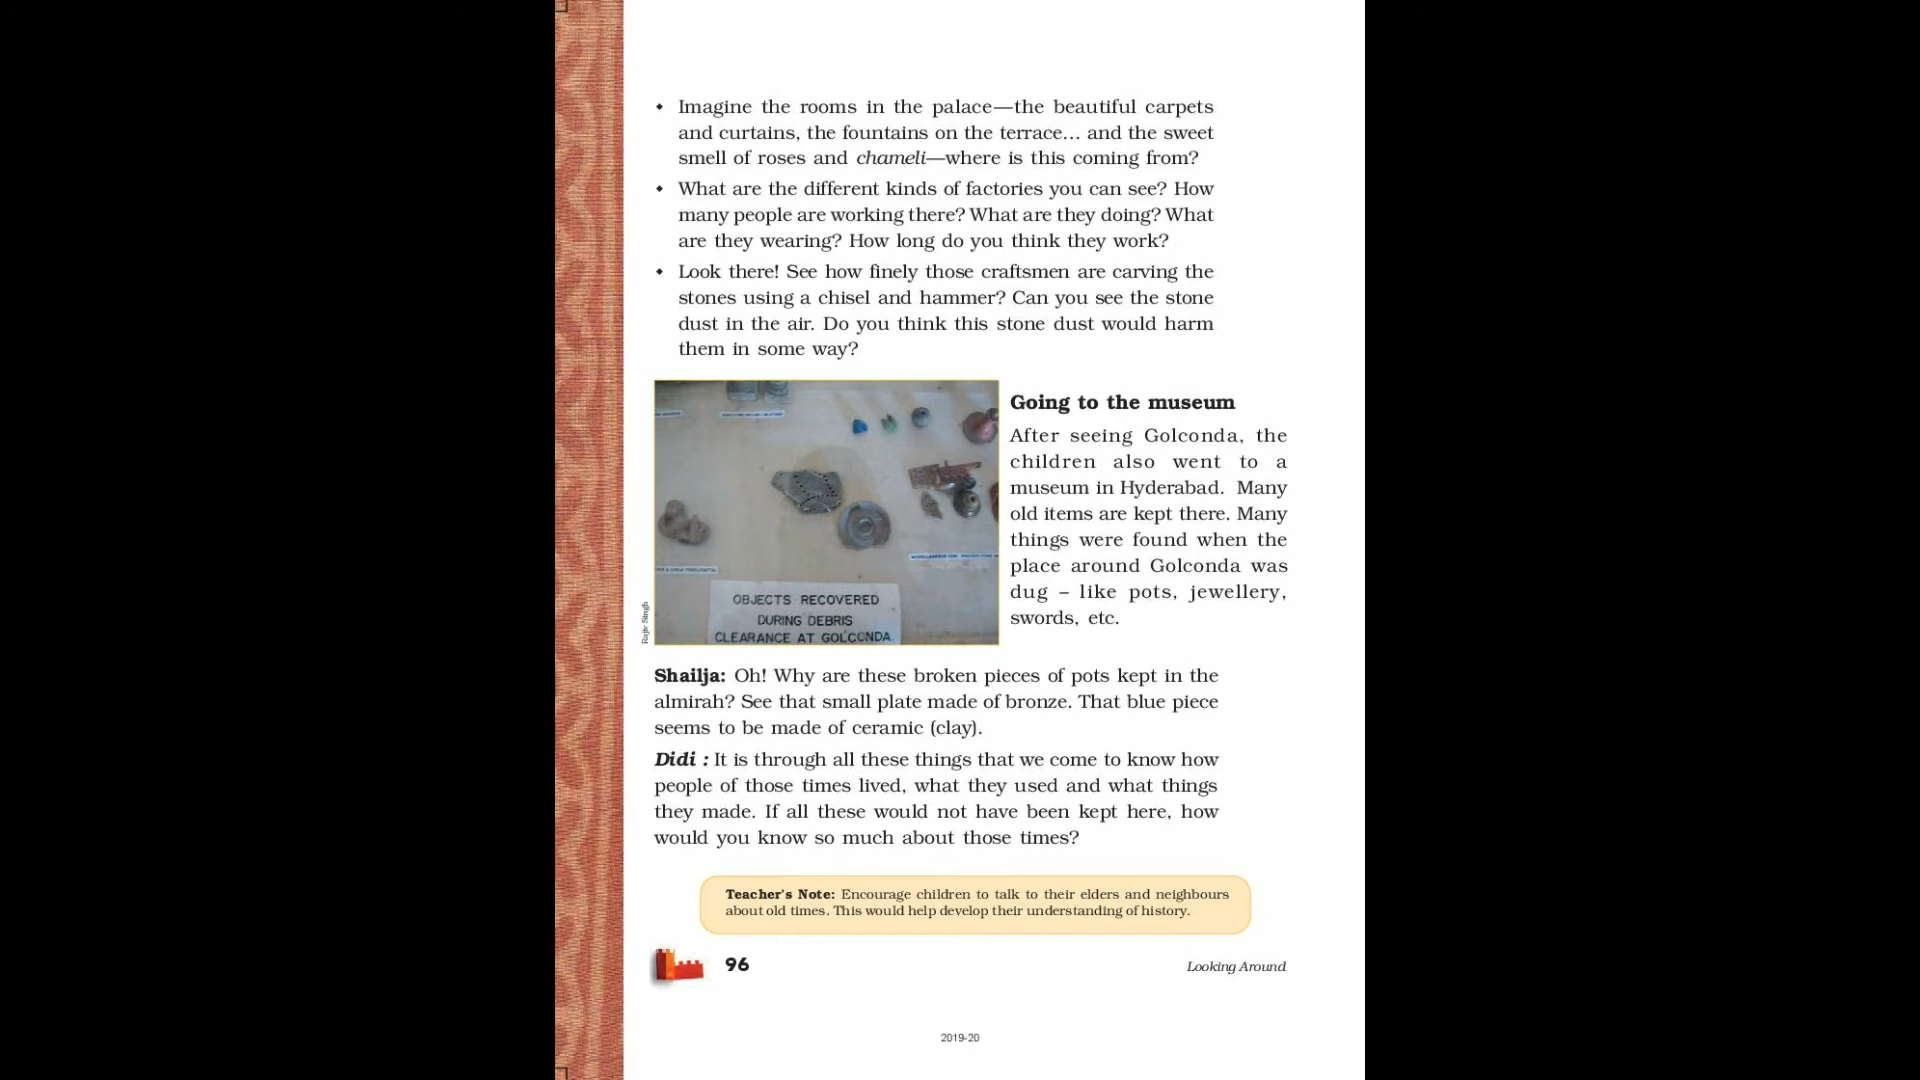 Imagine the rooms in the palace—the beautiful carpets
and curtains, the fountains on the terrace... and the sweet
smell of roses and chameli—where is this coming from?
What are the different kinds of factories you can see? How
many people are working there? What are they doing? What
are they wearing? How long do you think they work?
Look there! See how finely those craftsmen are carving the
stones using a chisel and hammer? Can you see the stone
dust in the air. Do you think this stone dust would harm
them in some way?
OBJECTS RECOVERED
DURING DEBRIS
CLEARANCE AT GOLCONDA
Rajiv Singh
Going to the museum
After seeing Golconda, the
children also went to a
museum in Hyderabad. Many
old items are kept there. Many
things were found when the
place around Golconda was
dug – like pots, jewellery,
swords, etc.
Shailja: Oh! Why are these broken pieces of pots kept in the
almirah? See that small plate made of bronze. That blue piece
seems to be made of ceramic (clay).
Didi : It is through all these things that we come to know how
people of those times lived, what they used and what things
they made. If all these would not have been kept here, how
would you know so much about those times?
Teacher's Note: Encourage children to talk to their elders and neighbours
about old times. This would help develop their understanding of history.
96
Looking Around
2019-20